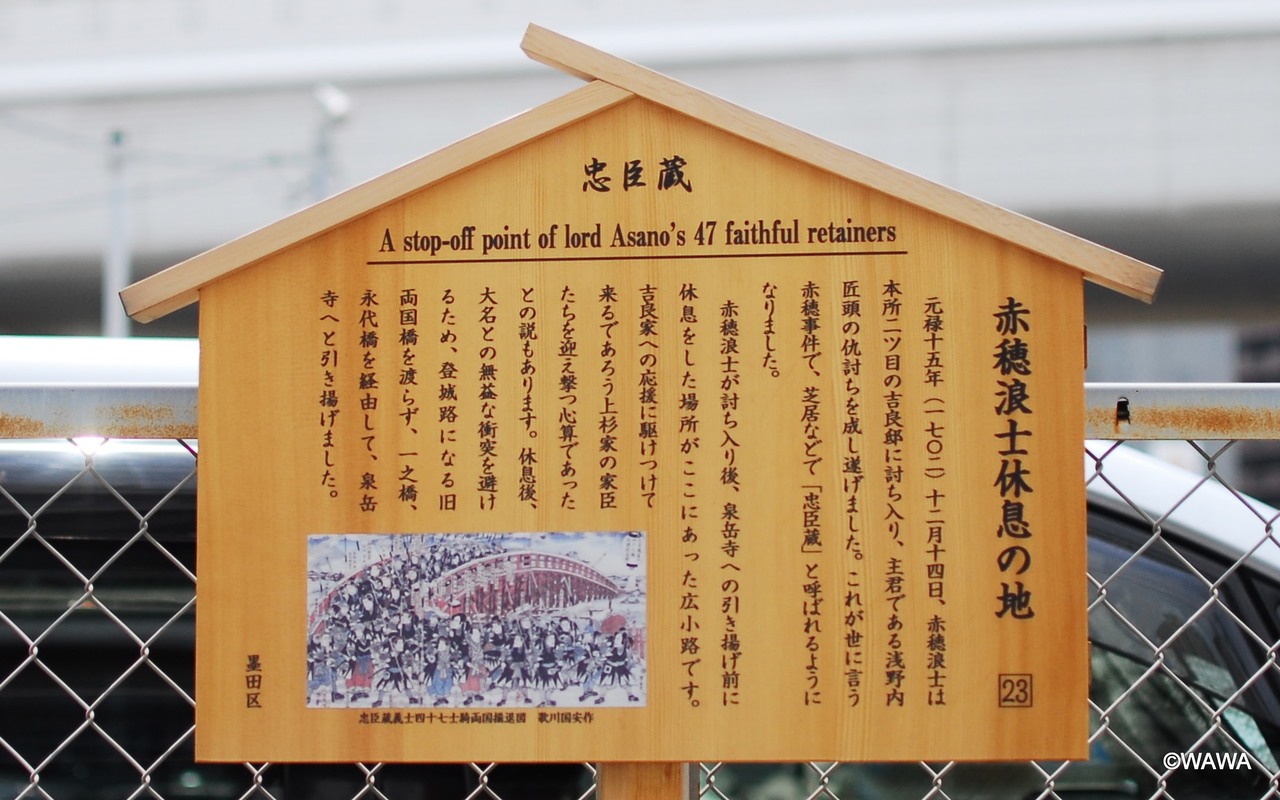 忠臣蔵
A stop-off point of lord Asano's 47 faithful retainers
赤穂浪士休息の地
23
元禄十五年(一七〇二)十二月十四日、赤穂浪士は
本所二ツ目の吉良邸に討ち入り、主君である浅野内
匠頭の仇討ちを成し遂げました。これが世に言う
赤穂事件で、芝居などで「忠臣蔵」と呼ばれるように
なりました。
赤穂浪士が討ち入り後、泉岳寺への引き揚げ前に
休息をした場所がここにあった広小路です。
吉良家への応援に駆けつけて
来るであろう上杉家の家臣
たちを迎え撃つ心算であった
との説もあります。休息後、
大名との無益な衝突を避け
るため、登城路になる旧
両国橋を渡らず、一之橋、
永代橋を経由して、泉岳
寺へと引き揚げました。
忠臣蔵義士四十七士騎両国揚退図 歌川国安作
墨田区
©WAWA